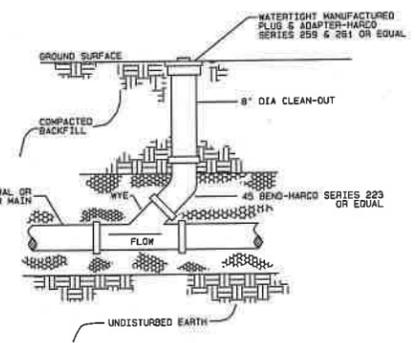 WATERTIGHT MANUFACTURED
PLUG & ADAPTER-HARCO
SERIES 259 & 261 OR EQUAL
GROUND SURFACE
8" DIA CLEAN-OUT
COMPACTED
BACKFILL
OR
MAIN
WYE
45 BEND-HARCO SERIES 223
OR EQUAL
FLOW
UNDISTURBED EARTH